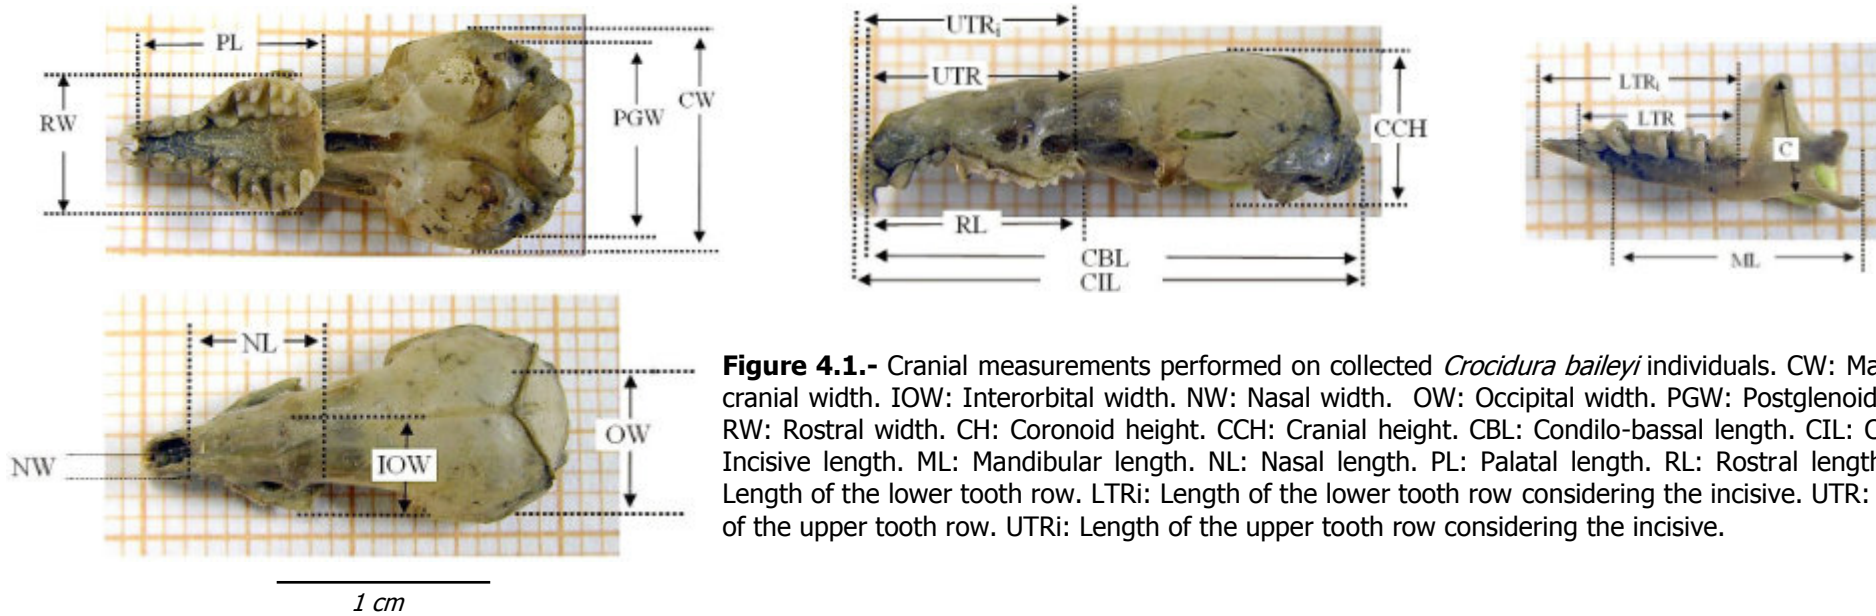 PL
RW
PGW
CW
UTRi
UTR
CCH
RL
CBL
CIL
LTRi
LTR
C
ML
NL
NW
IOW
OW
1 cm
Figure 4.1.- Cranial measurements performed on collected Crocidura baileyi individuals. CW: Ma
cranial width. IOW: Interorbital width. NW: Nasal width. OW: Occipital width. PGW: Postglenoid
RW: Rostral width. CH: Coronoid height. CCH: Cranial height. CBL: Condilo-bassal length. CIL: C
Incisive length. ML: Mandibular length. NL: Nasal length. PL: Palatal length. RL: Rostral length
Length of the lower tooth row. LTRi: Length of the lower tooth row considering the incisive. UTR:
of the upper tooth row. UTRi: Length of the upper tooth row considering the incisive.